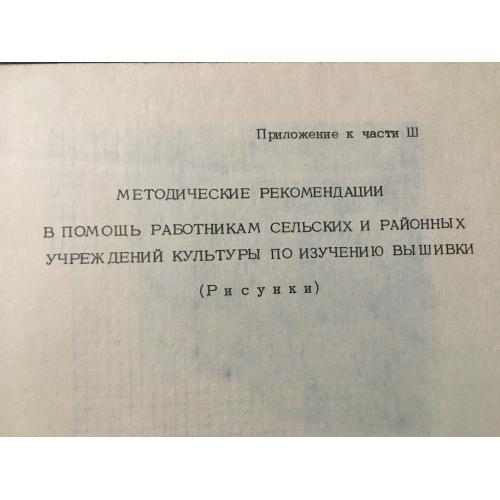 Приложение к части Ш
МЕТОДИЧЕСКИЕ РЕКОМЕНДАЦИИ
В ПОМОЩЬ РАБОТНИКАМ СЕЛЬСКИХ И РАЙОННЫХ
УЧРЕЖДЕНИЙ КУЛЬТУРЫ ПО ИЗУЧЕНИЮ ВЫШИВКИ
(Рисунки)